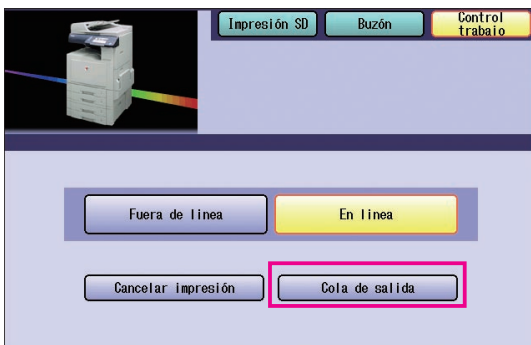 Impresión SD
Buzón
Control
trabajo
Fuera de linea
En linea
Cancelar impresión
Cola de salida